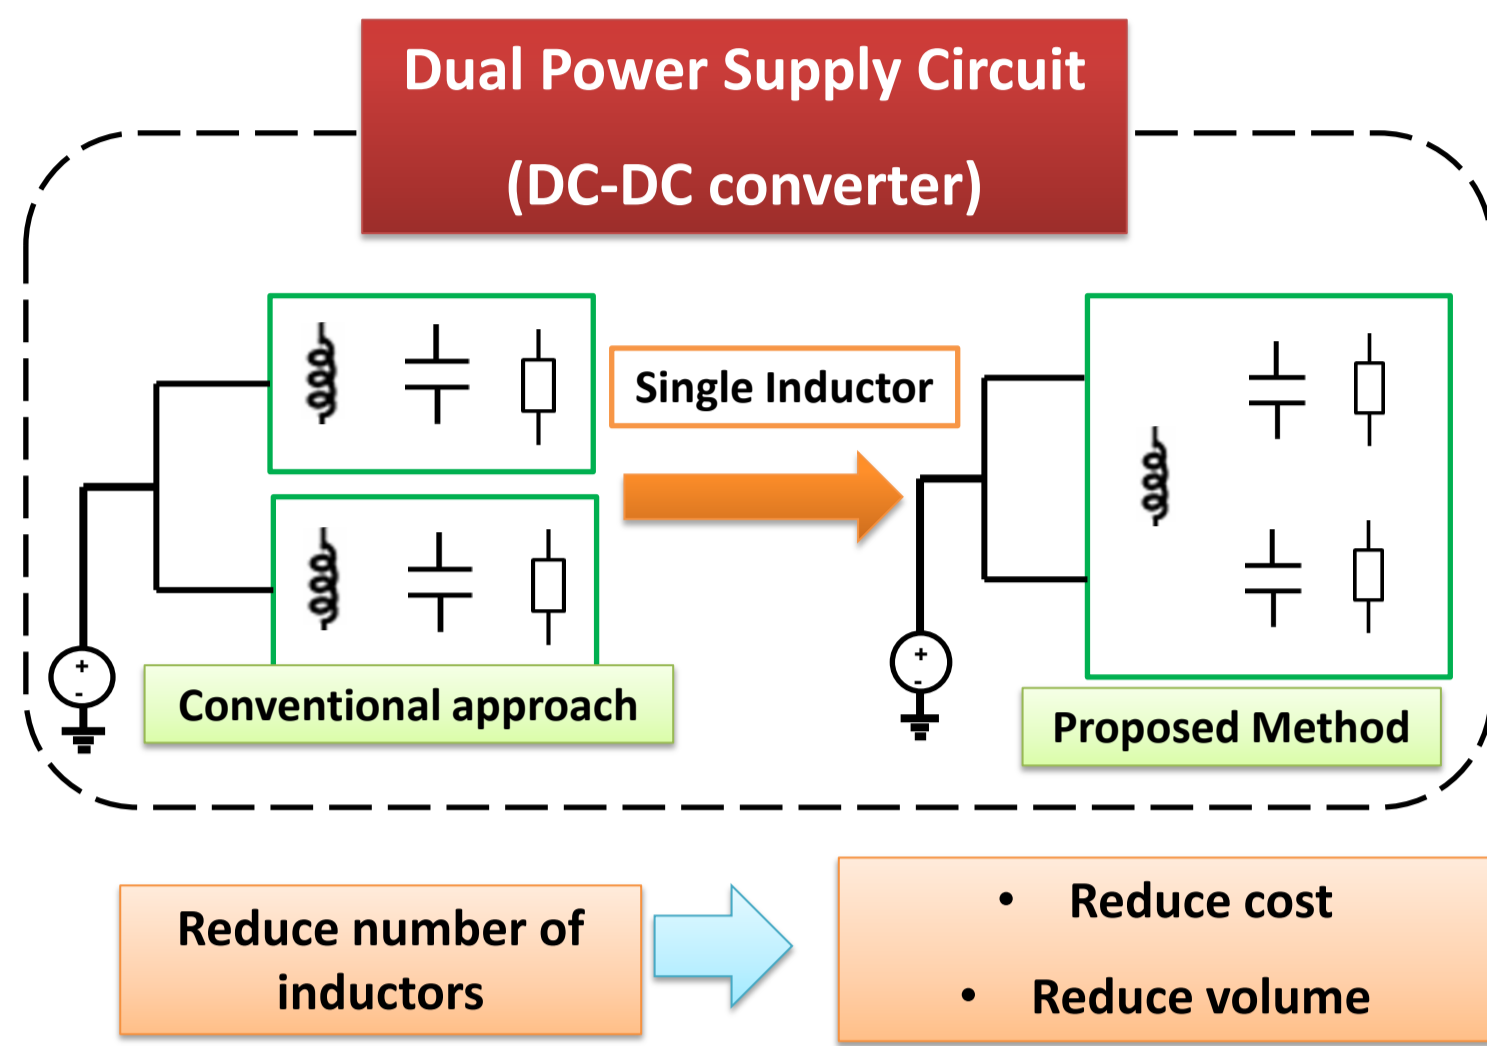 Dual Power Supply Circuit
(DC-DC converter)
Single Inductor
+
-
Conventional approach
+
-
Proposed Method
Reduce number of
inductors
• Reduce cost
• Reduce volume